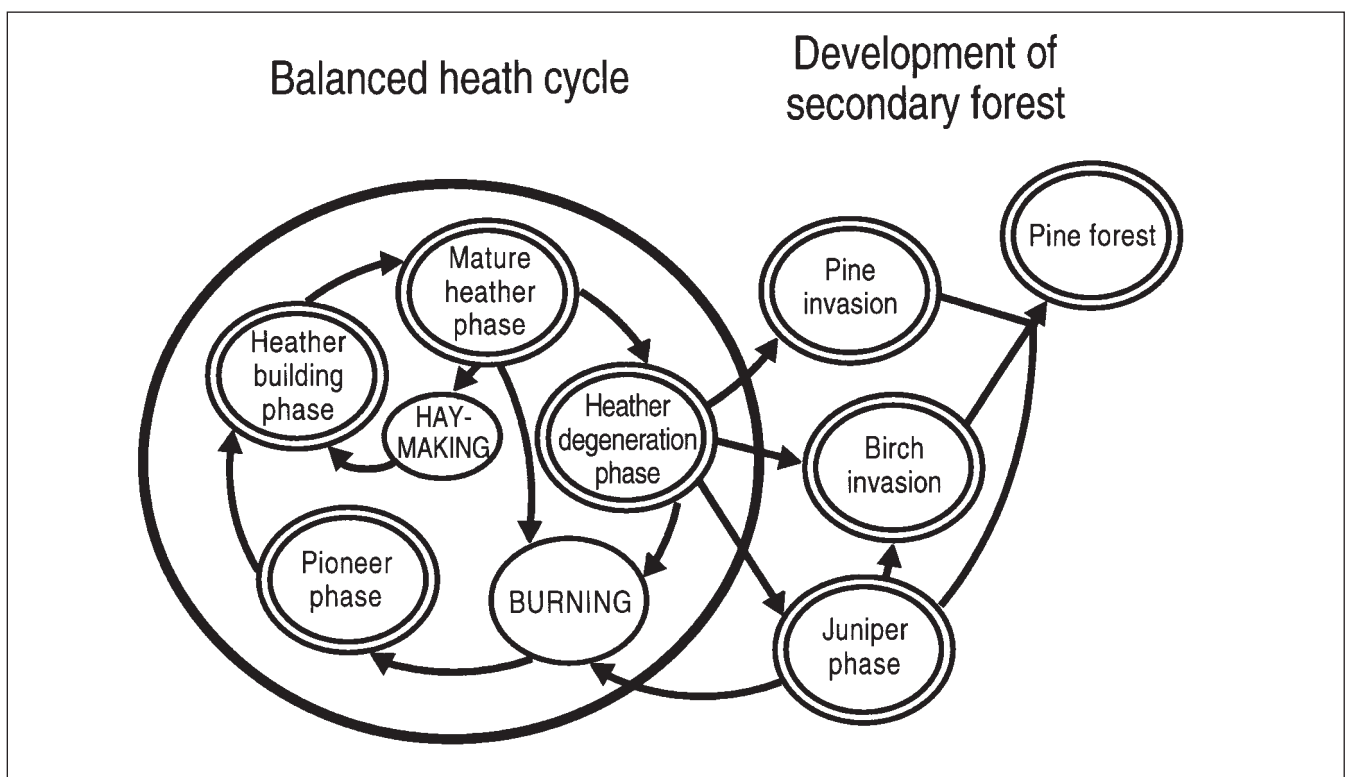 Balanced heath cycle
Development of
secondary forest
Mature
heather
phase
Heather
building
phase
HAY-
MAKING
Heather
degeneration
phase
Pioneer
phase
BURNING
Pine
invasion
Pine forest
Birch
invasion
Juniper
phase